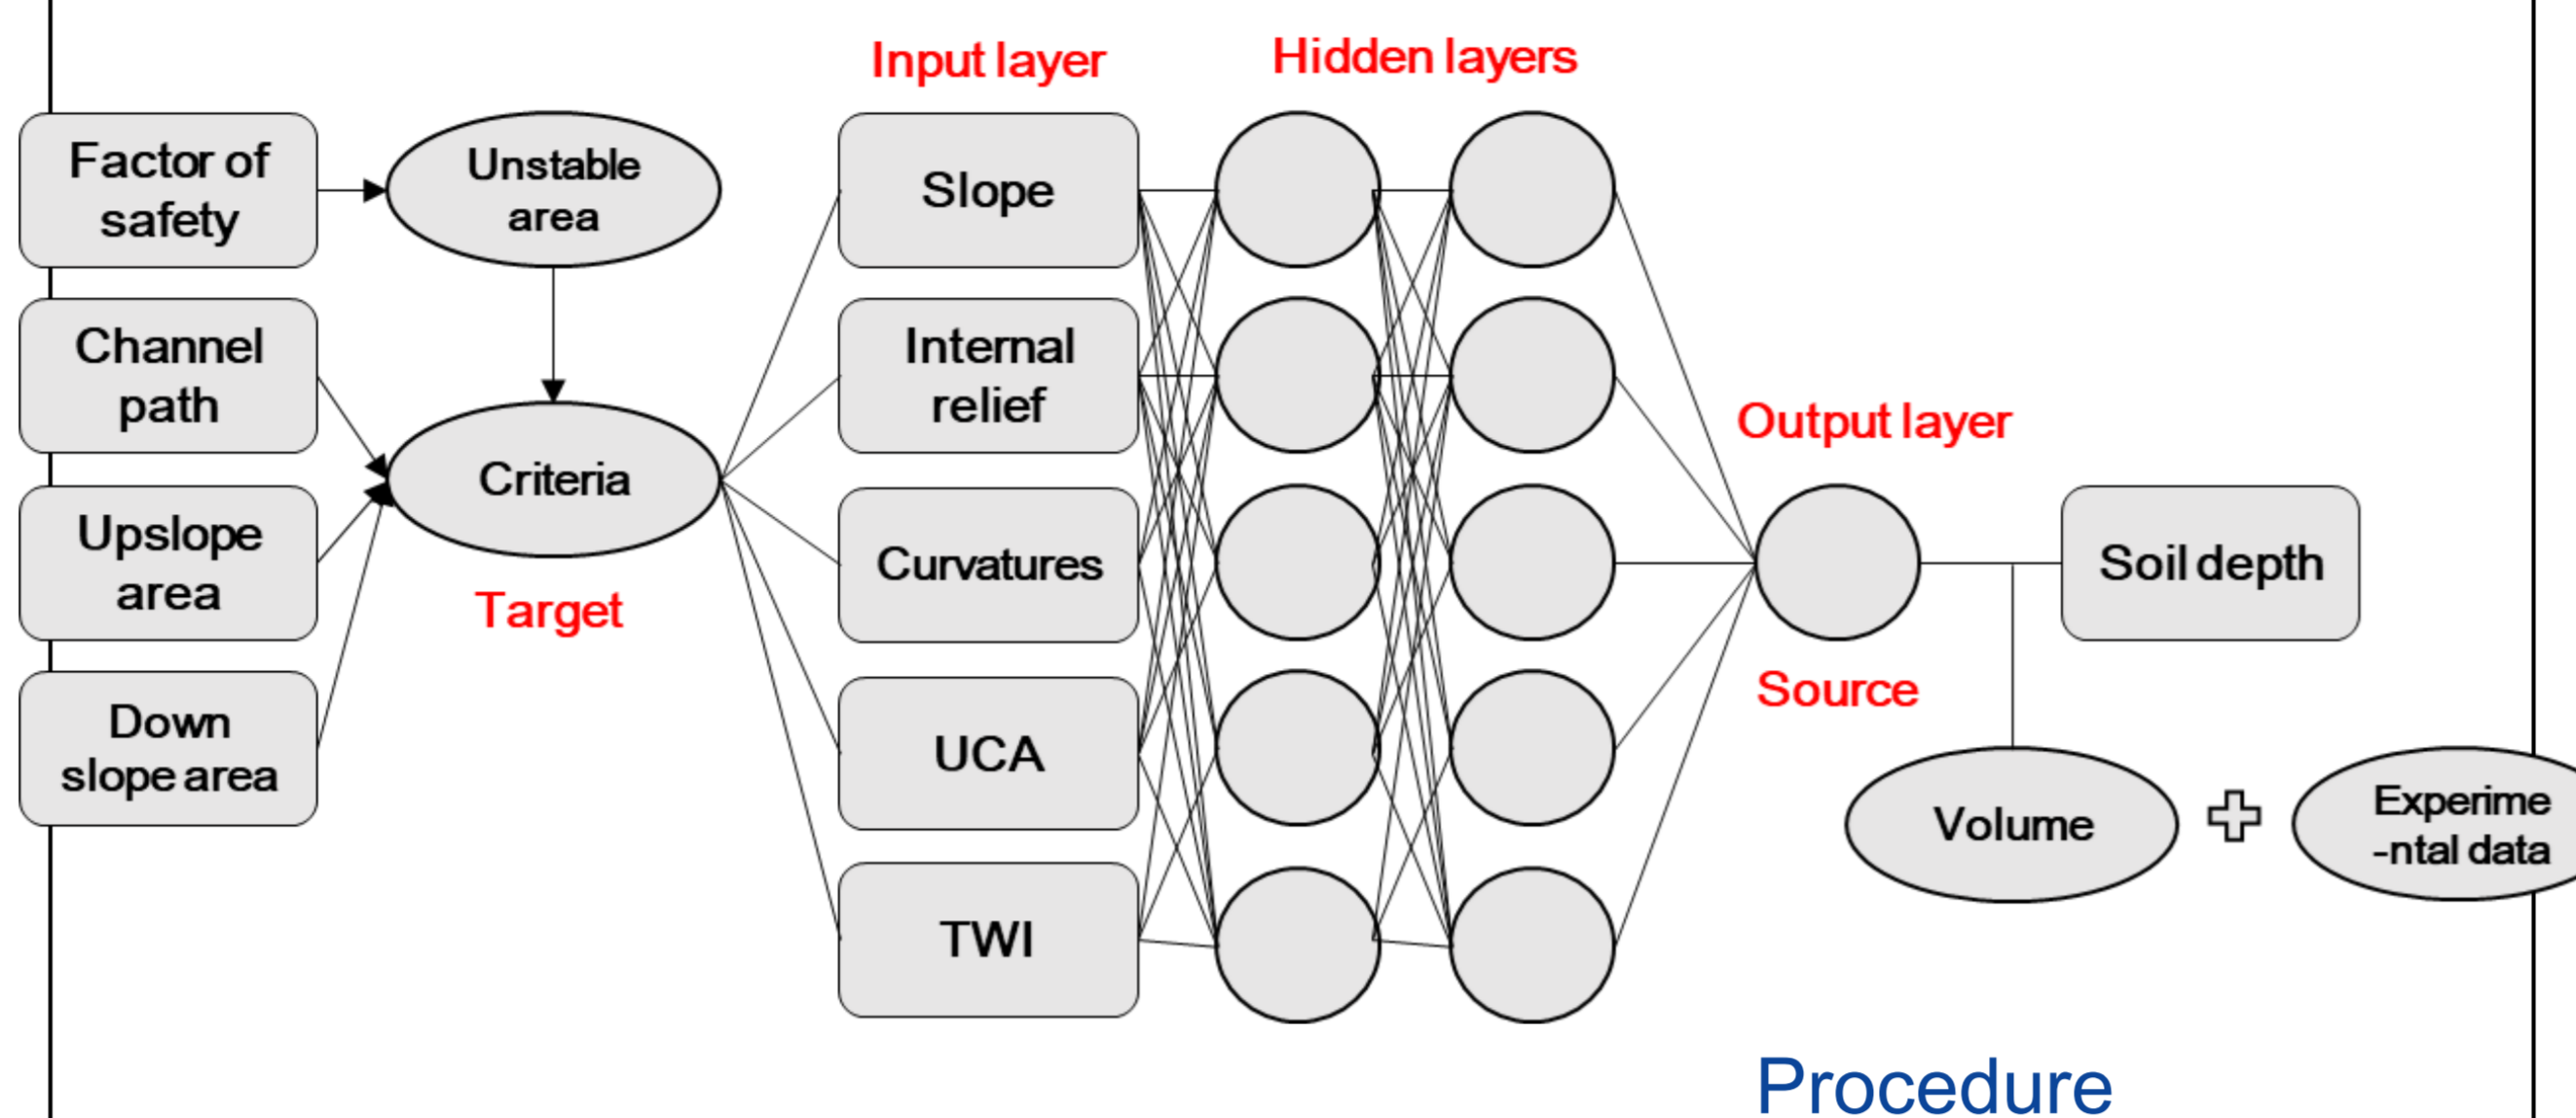 Input layer
Hidden layers
Factor of
safety
Unstable
area
Slope
Channel
path
Internal
relief
Criteria
Output layer
Upslope
area
Target
Curvatures
Soil depth
Source
Down
slope area
UCA
Volume
Experime
-ntal data
TWI
Procedure